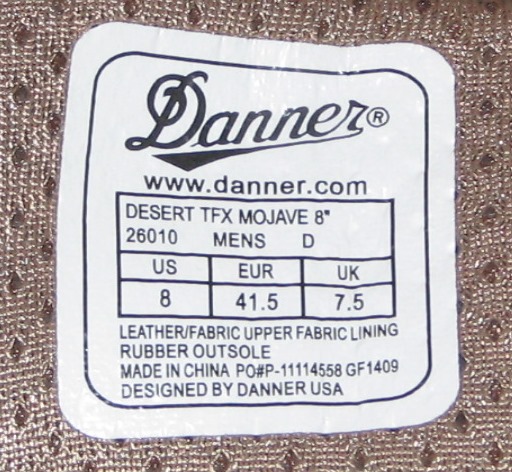 Danner®
www.danner.com
DESERT TFX MOJAVE 8"
26010 MENS D
US EUR UK
8 41.5 7.5
LEATHER/FABRIC UPPER FABRIC LINING
RUBBER OUTSOLE
MADE IN CHINA PO#P-11114558 GF1409
DESIGNED BY DANNER USA